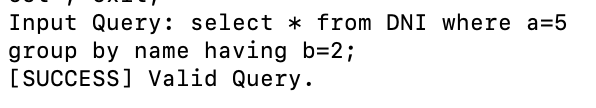 Input Query: select * from DNI where a=5
group by name having b=2;
[SUCCESS] Valid Query.